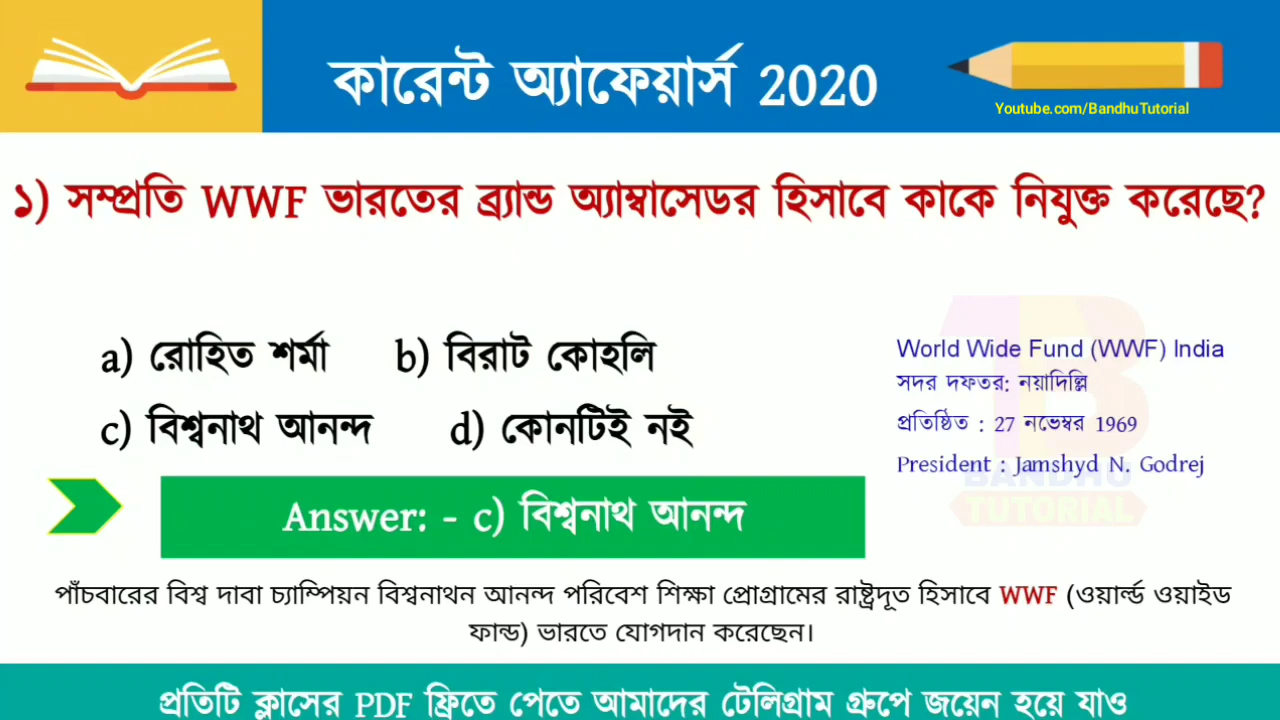 কারেন্ট অ্যাফেয়ার্স 2020
Youtube.com/BandhuTutorial
১) সম্প্রতি WWF ভারতের ব্র্যান্ড অ্যাম্বাসেডর হিসাবে কাকে নিযুক্ত করেছে?
a) রোহিত শর্মা b) বিরাট কোহলি
c) বিশ্বনাথ আনন্দ d) কোনটিই নই
World Wide Fund (WWF) India
সদর দফতর: নয়াদিল্লি
প্রতিষ্ঠিত : 27 নভেম্বর 1969
President : Jamshyd N. Godrej
BANDHU
TUTORIAL
Answer: - c) বিশ্বনাথ আনন্দ
পাঁচবারের বিশ্ব দাবা চ্যাম্পিয়ন বিশ্বনাথন আনন্দ পরিবেশ শিক্ষা প্রোগ্রামের রাষ্ট্রদূত হিসাবে WWF (ওয়ার্ল্ড ওয়াইড
ফান্ড) ভারতে যোগদান করেছেন।
প্রতিটি ক্লাসের PDF ফ্রিতে পেতে আমাদের টেলিগ্রাম গ্রুপে জয়েন হয়ে যাও